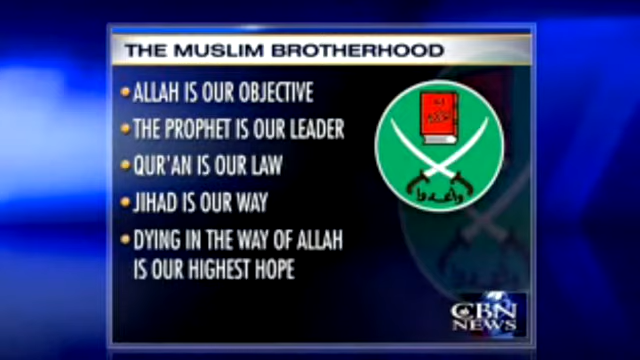 THE MUSLIM BROTHERHOOD
• ALLAH IS OUR OBJECTIVE
• THE PROPHET IS OUR LEADER
• QUR'AN IS OUR LAW
• JIHAD IS OUR WAY
• DYING IN THE WAY OF ALLAH
IS OUR HIGHEST HOPE
وأعدوا
CBN
NEWS